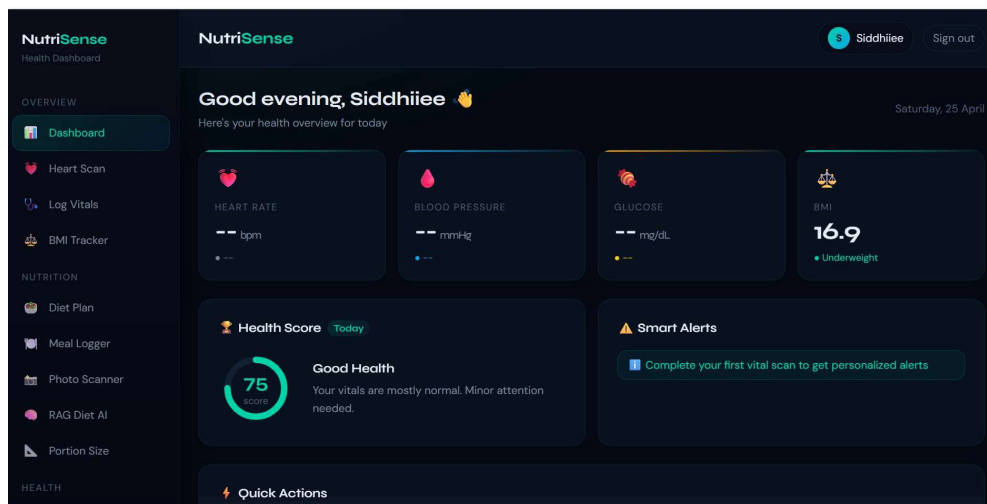 NutriSense
Health Dashboard
OVERVIEW
Dashboard
Heart Scan
Log Vitals
BMI Tracker
NUTRITION
Diet Plan
Meal Logger
Photo Scanner
RAG Diet AI
Portion Size
HEALTH
NutriSense
S Siddhiiee
Sign out
Good evening, Siddhiiee 👋
Here's your health overview for today
Saturday, 25 April
HEART RATE
-- bpm
• --
BLOOD PRESSURE
-- mmHg
• --
GLUCOSE
-- mg/dL
• --
BMI
16.9
• Underweight
Health Score Today
75
score
Good Health
Your vitals are mostly normal. Minor attention
needed.
Smart Alerts
Complete your first vital scan to get personalized alerts
Quick Actions